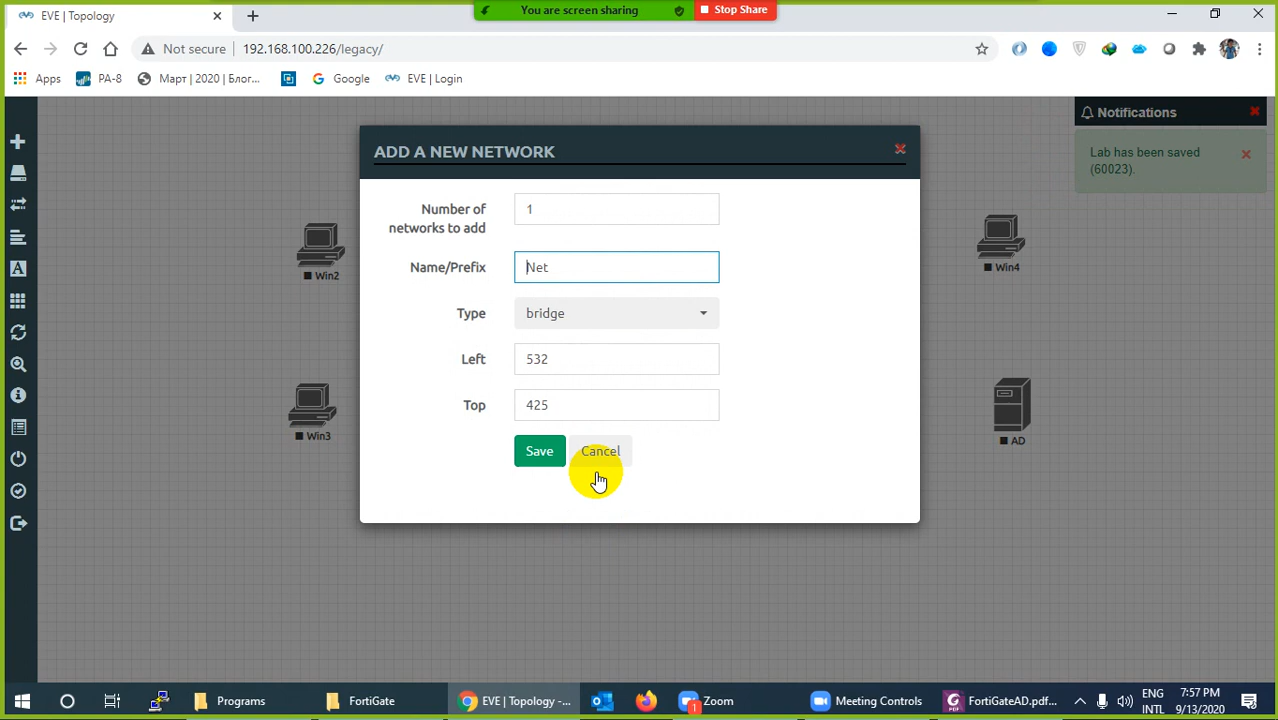 EVE | Topology
You are screen sharing
Stop Share
Not secure
192.168.100.226/legacy/
Apps
PA-8
Март | 2020 | Блог...
Google
EVE | Login
Notifications
Lab has been saved
(60023).
ADD A NEW NETWORK
Number of
networks to add
1
Name/Prefix
Net
Type
bridge
Left
532
Top
425
Save
Cancel
Win2
Win4
Win3
AD
Programs
FortiGate
EVE | Topology -...
1
Zoom
Meeting Controls
FortiGateAD.pdf...
ENG
INTL
7:57 PM
9/13/2020